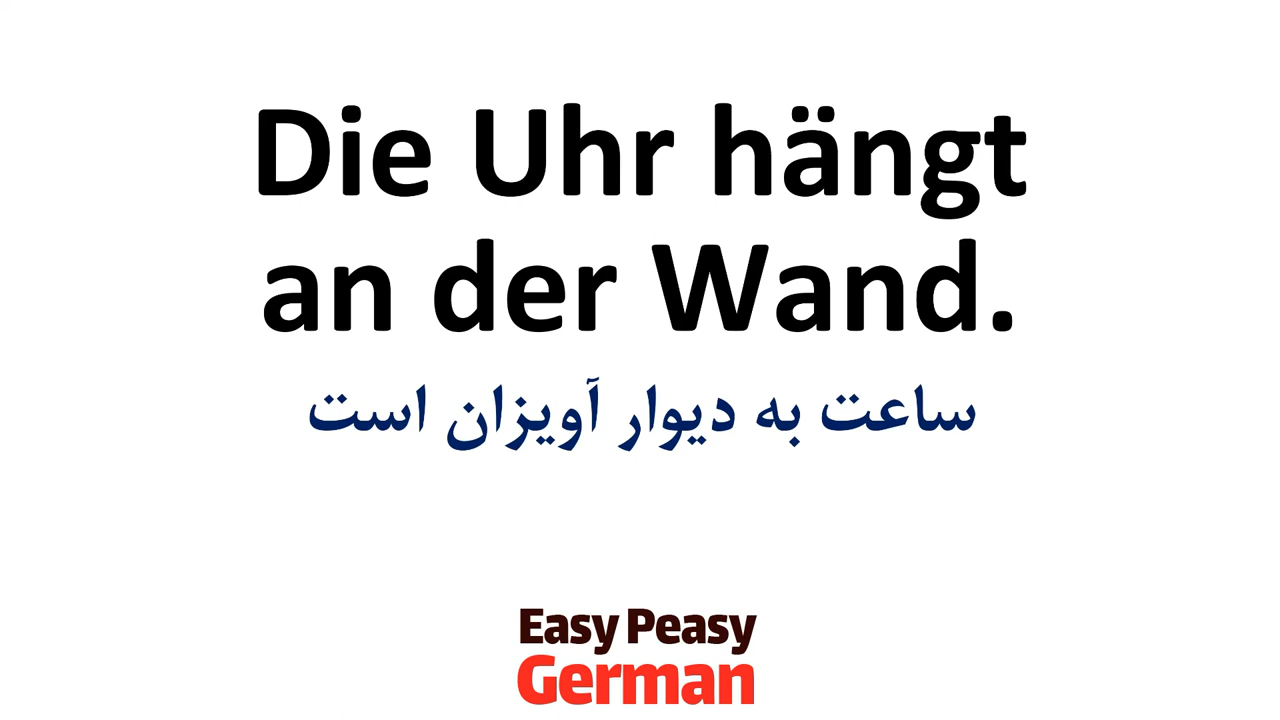 Die Uhr hängt
an der Wand.
ساعت به دیوار آویزان است
Easy Peasy
German